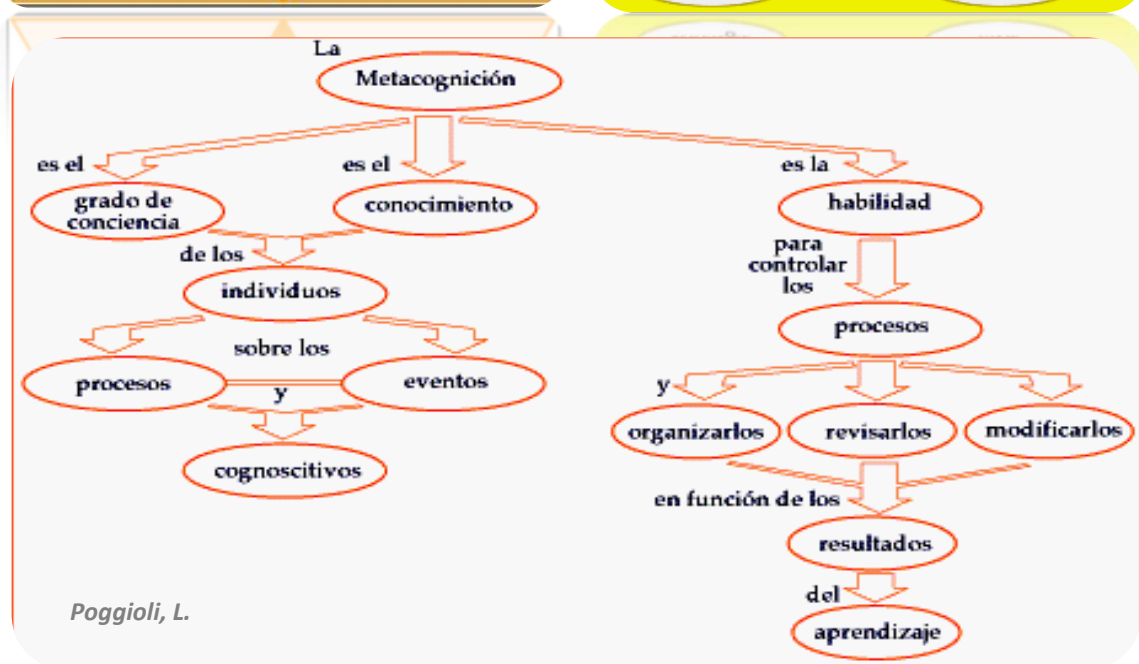 La
Metacognición
es el
es el
es la
grado de
conciencia
conocimiento
habilidad
de los
para
controlar
los
individuos
procesos
sobre los
procesos
y
eventos
y
organizarlos
revisarlos
modificarlos
cognoscitivos
en función de los
resultados
del
aprendizaje
Poggioli, L.